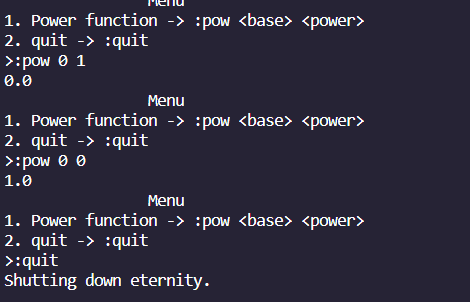 Menu
1. Power function -> :pow <base> <power>
2. quit -> :quit
>:pow 0 1
0.0
Menu
1. Power function -> :pow <base> <power>
2. quit -> :quit
>:pow 0 0
1.0
Menu
1. Power function -> :pow <base> <power>
2. quit -> :quit
>:quit
Shutting down eternity.